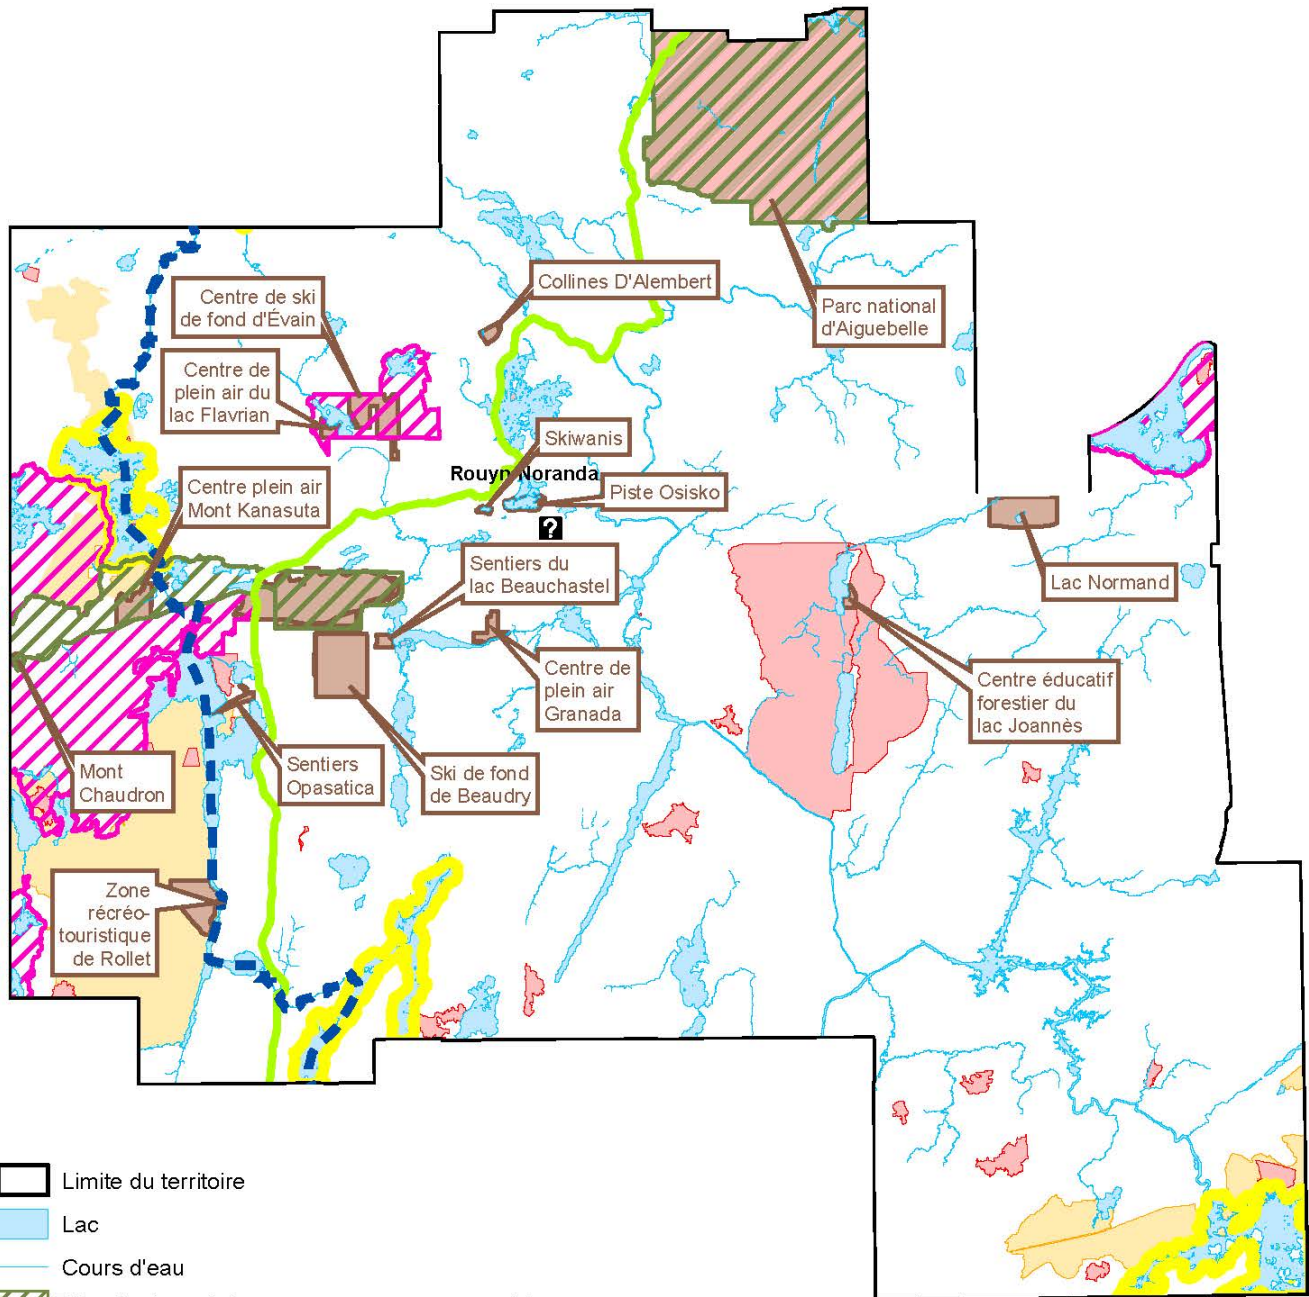 Collines D'Alembert
Centre de ski
de fond d'Évain
Parc national
d'Aiguebelle
Centre de
plein air du
lac Flavrian
Skiwanis
Rouyn-Noranda
Centre plein air
Mont Kanasuta
Piste Osisko
?
Sentiers du
lac Beauchastel
Lac Normand
Centre de
plein air
Granada
Centre éducatif
forestier du
lac Joannès
Mont
Chaudron
Sentiers
Opasatica
Ski de fond
de Beaudry
Zone
récréo-
touristique
de Rollet
Limite du territoire
Lac
Cours d'eau